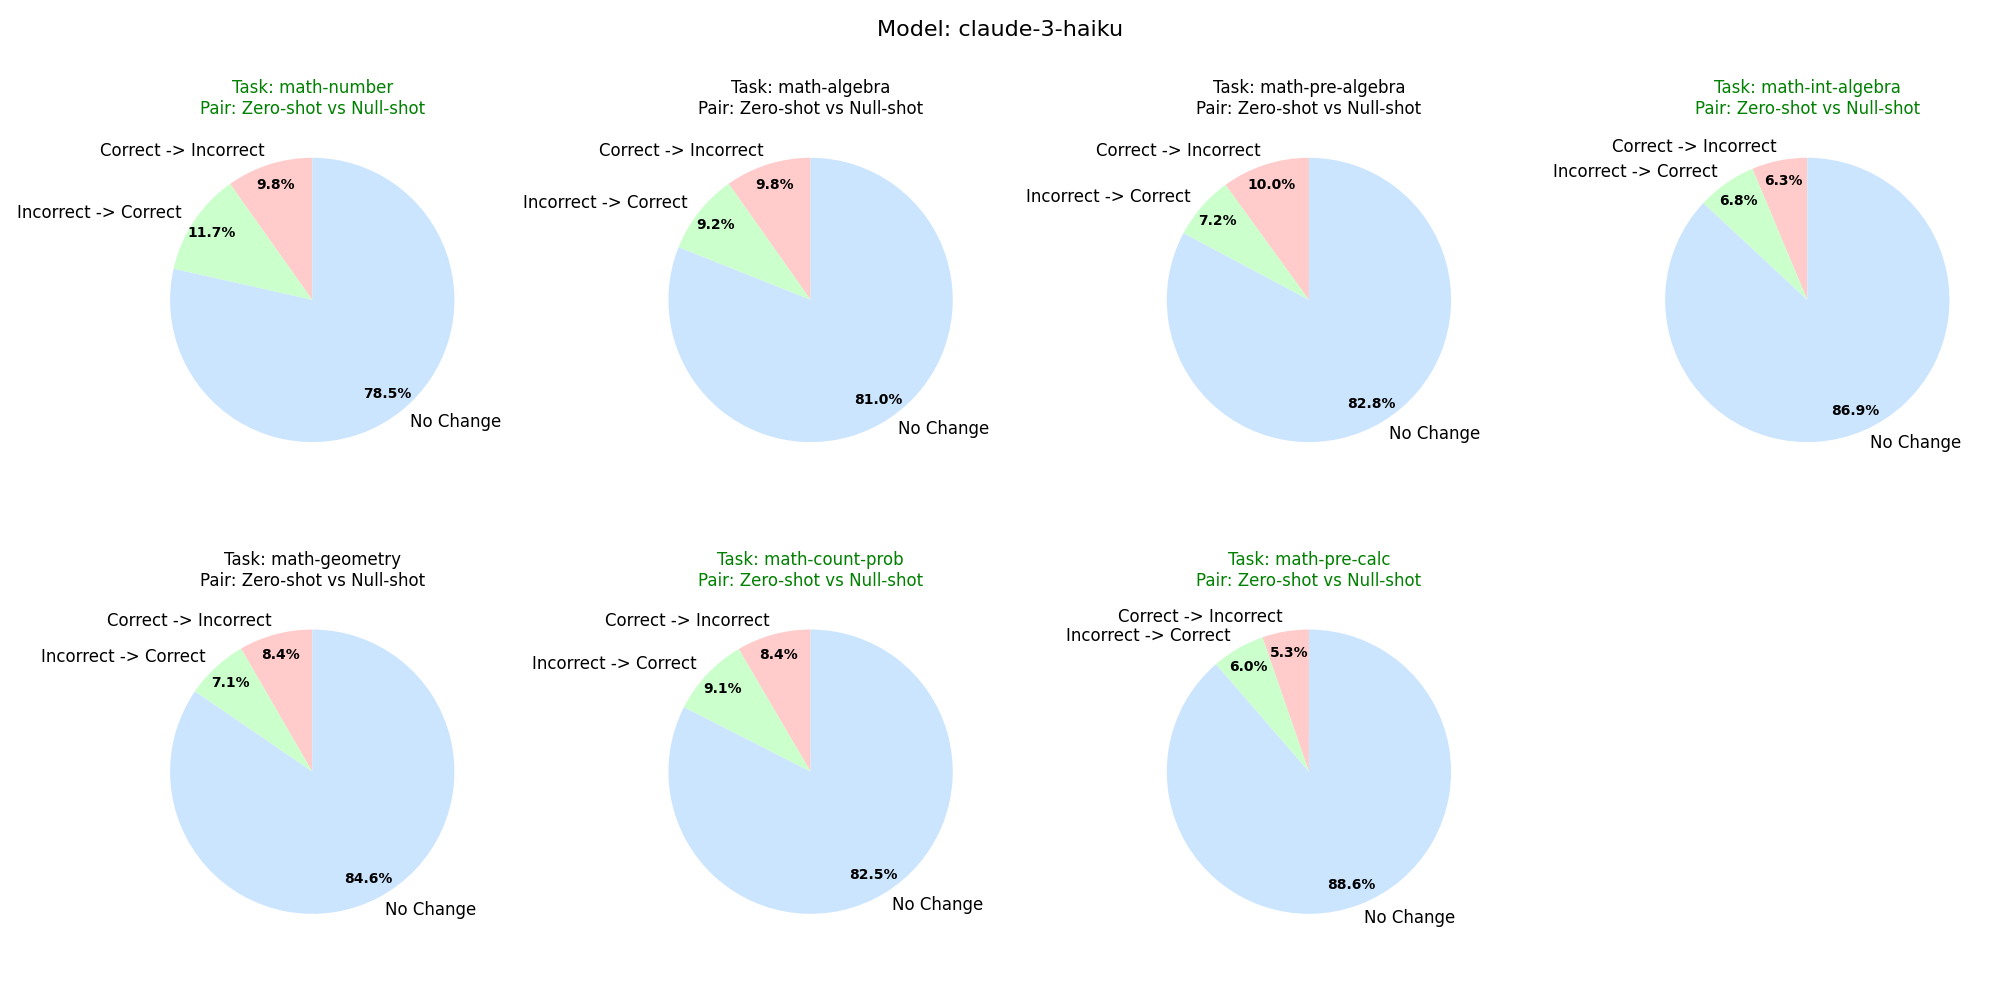 Model: claude-3-haiku
Task: math-number
Pair: Zero-shot vs Null-shot
Correct -> Incorrect
9.8%
Incorrect -> Correct
11.7%
78.5%
No Change
Task: math-algebra
Pair: Zero-shot vs Null-shot
Correct -> Incorrect
9.8%
Incorrect -> Correct
9.2%
81.0%
No Change
Task: math-pre-algebra
Pair: Zero-shot vs Null-shot
Correct -> Incorrect
10.0%
Incorrect -> Correct
7.2%
82.8%
No Change
Task: math-int-algebra
Pair: Zero-shot vs Null-shot
Correct -> Incorrect
6.3%
Incorrect -> Correct
6.8%
86.9%
No Change
Task: math-geometry
Pair: Zero-shot vs Null-shot
Correct -> Incorrect
8.4%
Incorrect -> Correct
7.1%
84.6%
No Change
Task: math-count-prob
Pair: Zero-shot vs Null-shot
Correct -> Incorrect
8.4%
Incorrect -> Correct
9.1%
82.5%
No Change
Task: math-pre-calc
Pair: Zero-shot vs Null-shot
Correct -> Incorrect
5.3%
Incorrect -> Correct
6.0%
88.6%
No Change